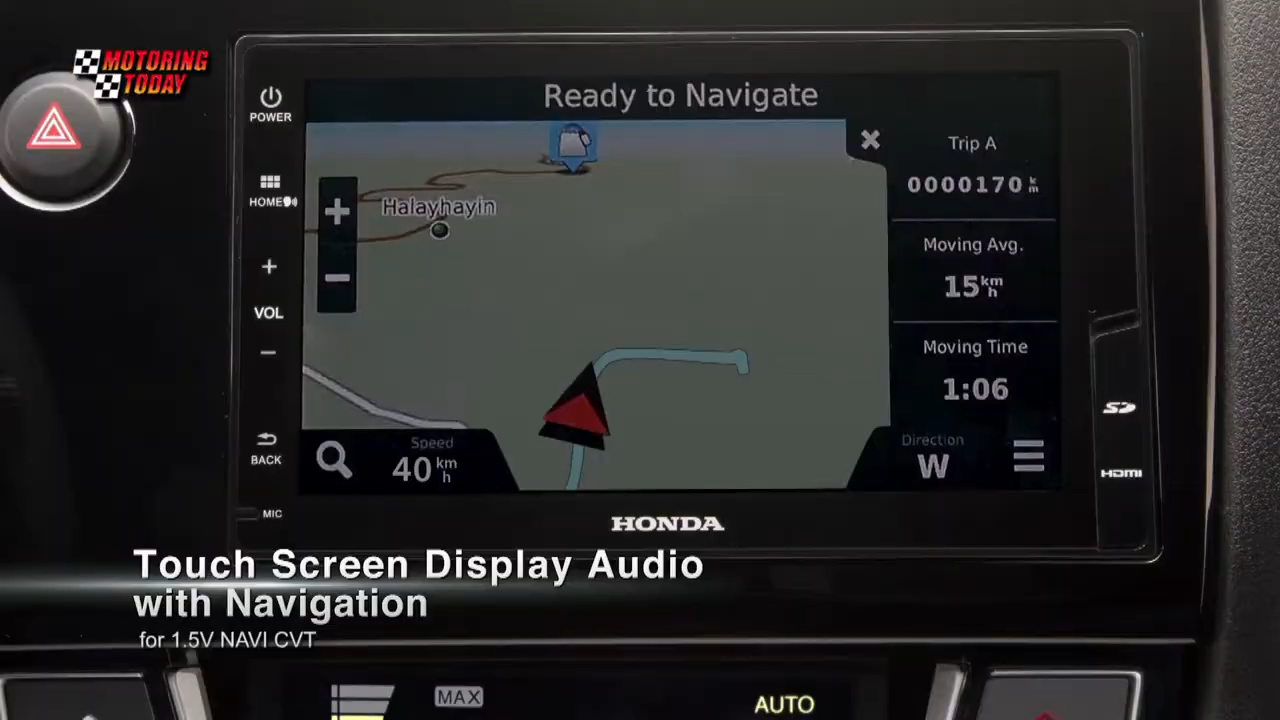 MOTORING
TODAY
POWER
HOME
+
VOL
−
BACK
MIC
Ready to Navigate
+
−
Halayhayin
Trip A
0000170 km
Moving Avg.
15 km/h
Moving Time
1:06
Speed
40 km/h
Direction
W
SD
HDMI
HONDA
Touch Screen Display Audio
with Navigation
for 1.5V NAVI CVT
MAX
AUTO